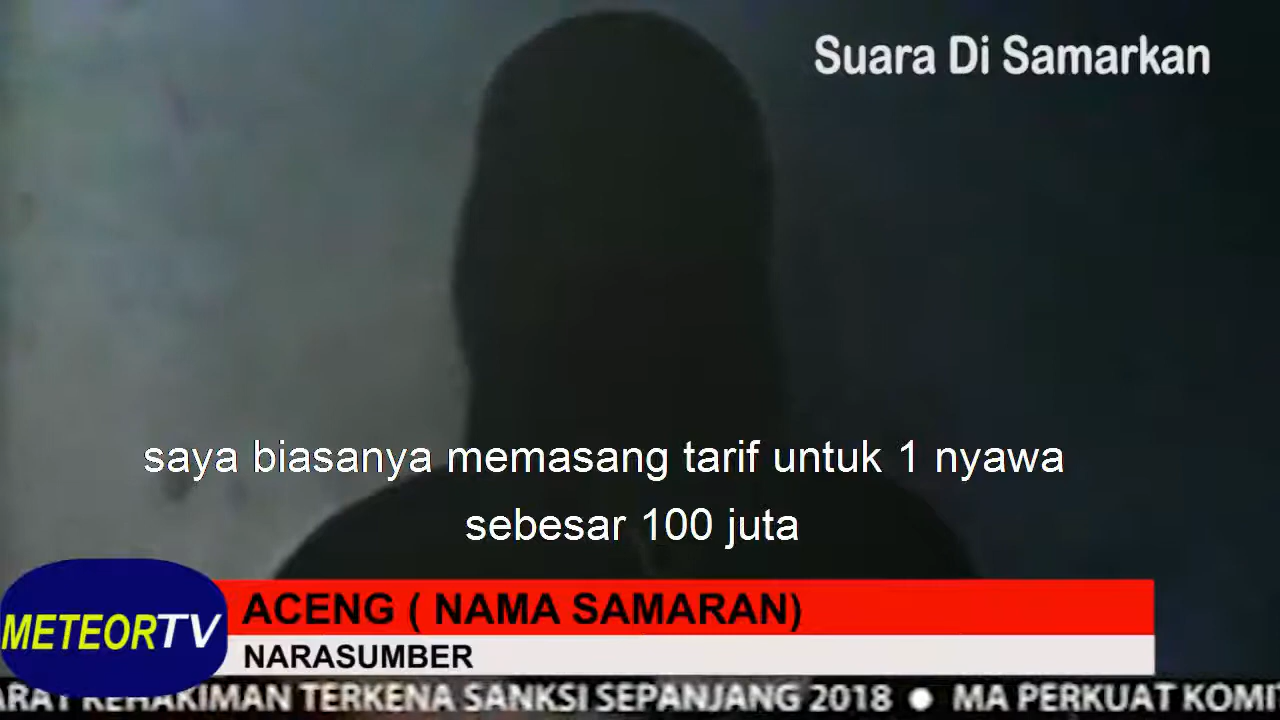 Suara Di Samarkan
saya biasanya memasang tarif untuk 1 nyawa
sebesar 100 juta
METEORTV
ACENG ( NAMA SAMARAN)
NARASUMBER
KEHAKIMAN TERKENA SANKSI SEPANJANG 2018 ● MA PERKUAT